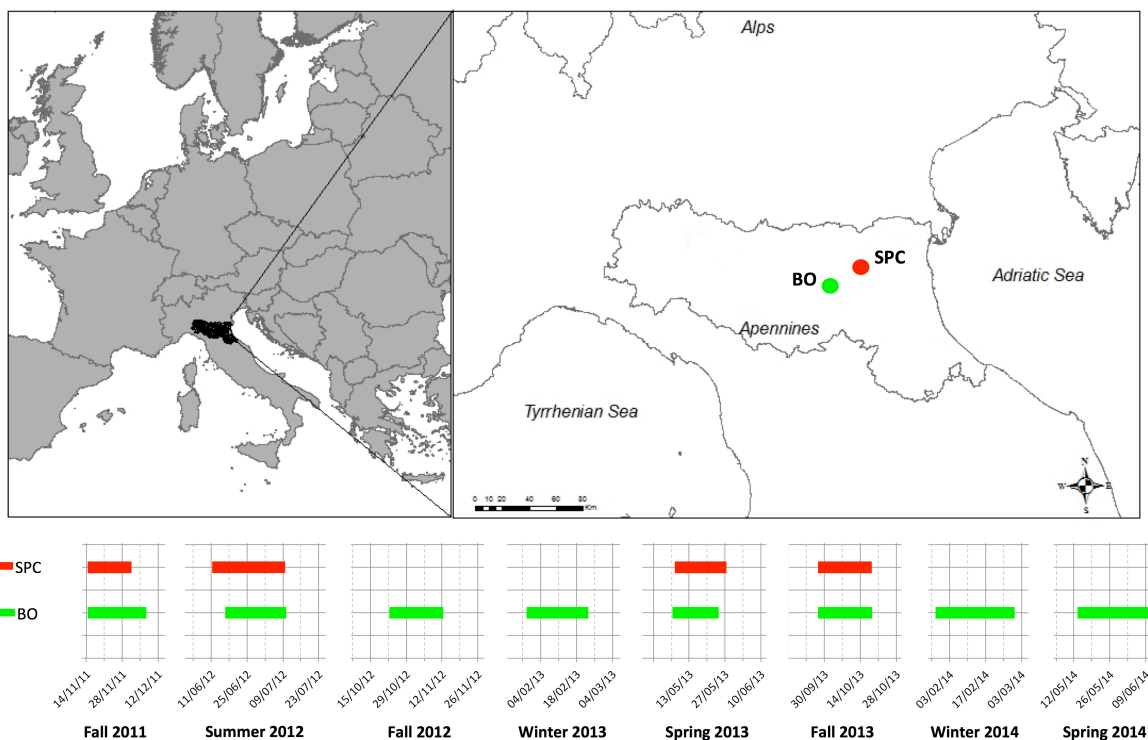 Alps
SPC
BO
Adriatic Sea
Apennines
Tyrrhenian Sea
N
W E
S
0 10 20 40 60 80
Km
SPC
BO
14/11/11 28/11/11 12/12/11 11/06/12 25/06/12 09/07/12 23/07/12 15/10/12 29/10/12 12/11/12 26/11/12 04/02/13 18/02/13 04/03/13 13/05/13 27/05/13 10/06/13 30/09/13 14/10/13 28/10/13 03/02/14 17/02/14 03/03/14 12/05/14 26/05/14 09/06/14
Fall 2011 Summer 2012 Fall 2012 Winter 2013 Spring 2013 Fall 2013 Winter 2014 Spring 2014